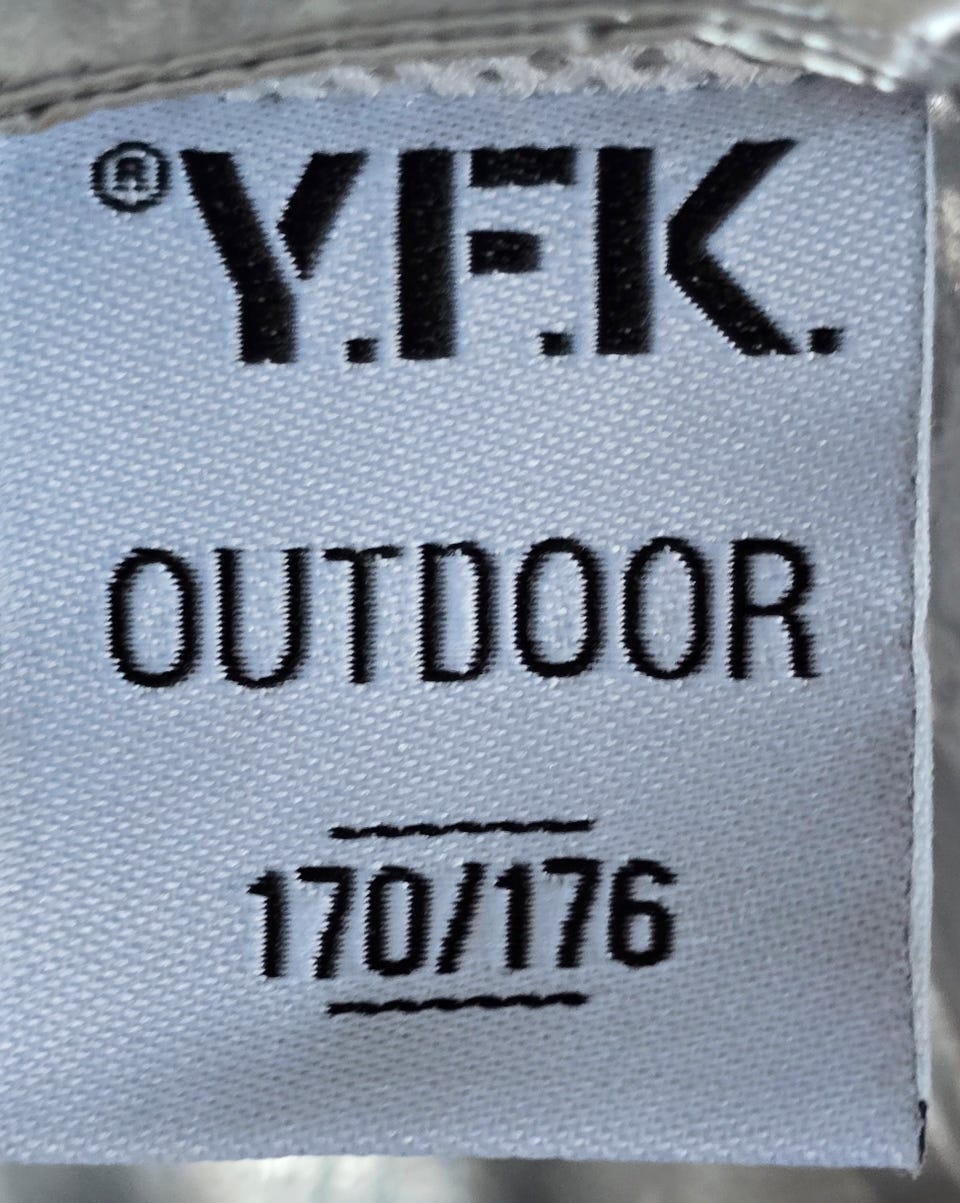 ® Y.F.K.
OUTDOOR
170/176